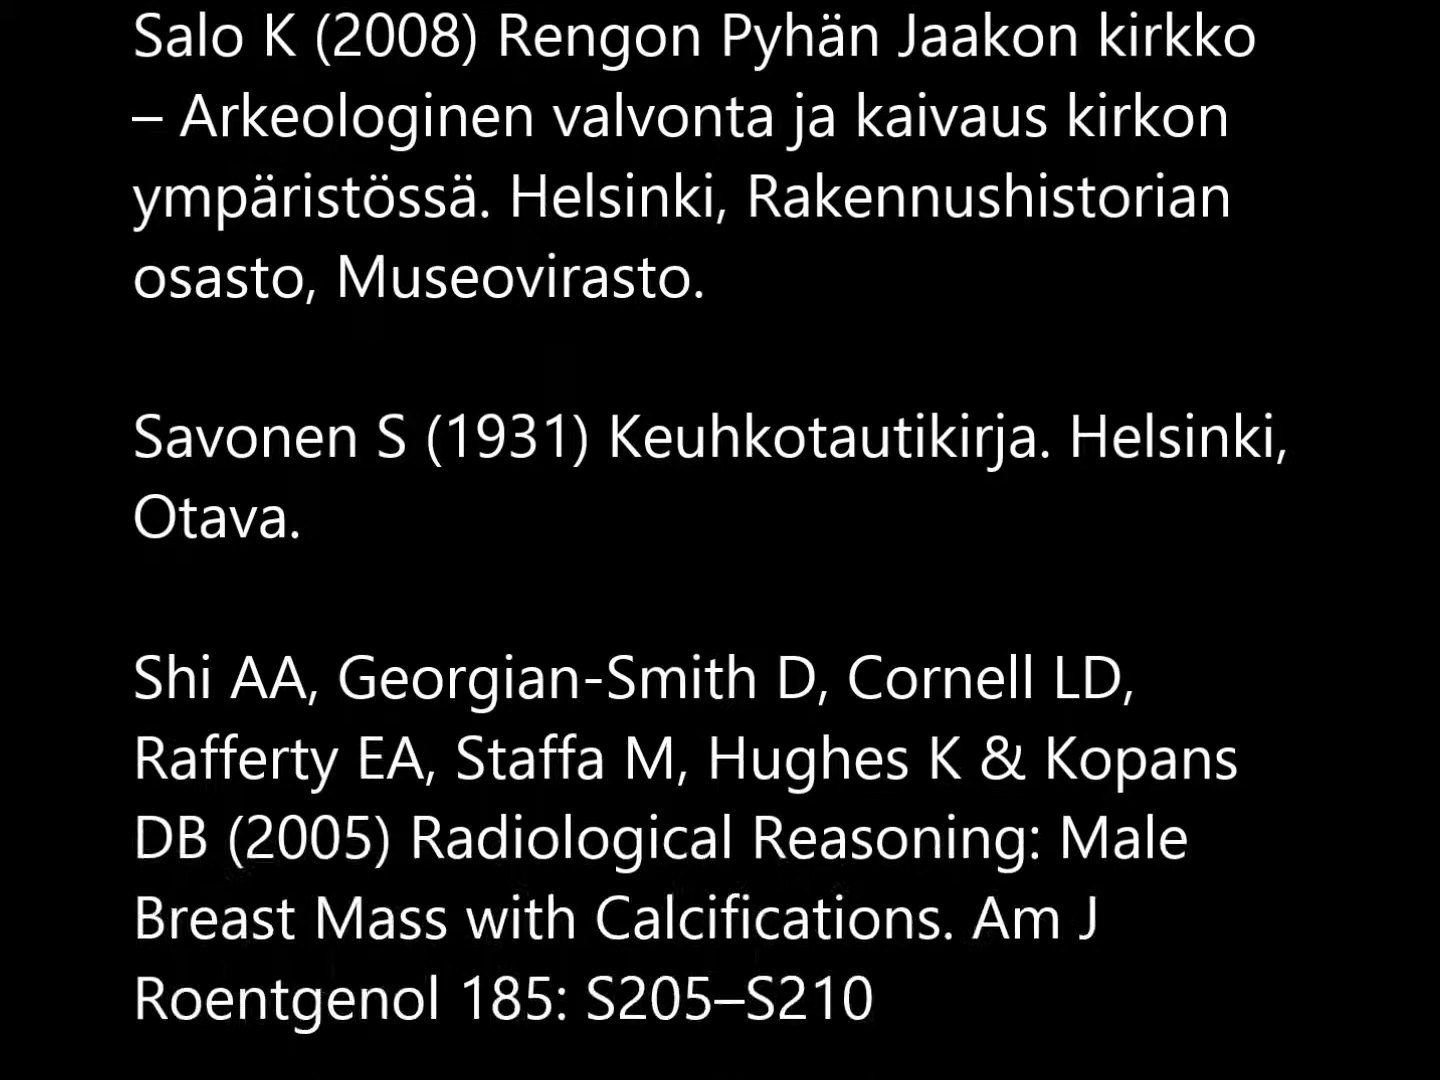 Salo K (2008) Rengon Pyhän Jaakon kirkko
– Arkeologinen valvonta ja kaivaus kirkon
ympäristössä. Helsinki, Rakennushistorian
osasto, Museovirasto.
Savonen S (1931) Keuhkotautikirja. Helsinki,
Otava.
Shi AA, Georgian-Smith D, Cornell LD,
Rafferty EA, Staffa M, Hughes K & Kopans
DB (2005) Radiological Reasoning: Male
Breast Mass with Calcifications. Am J
Roentgenol 185: S205–S210